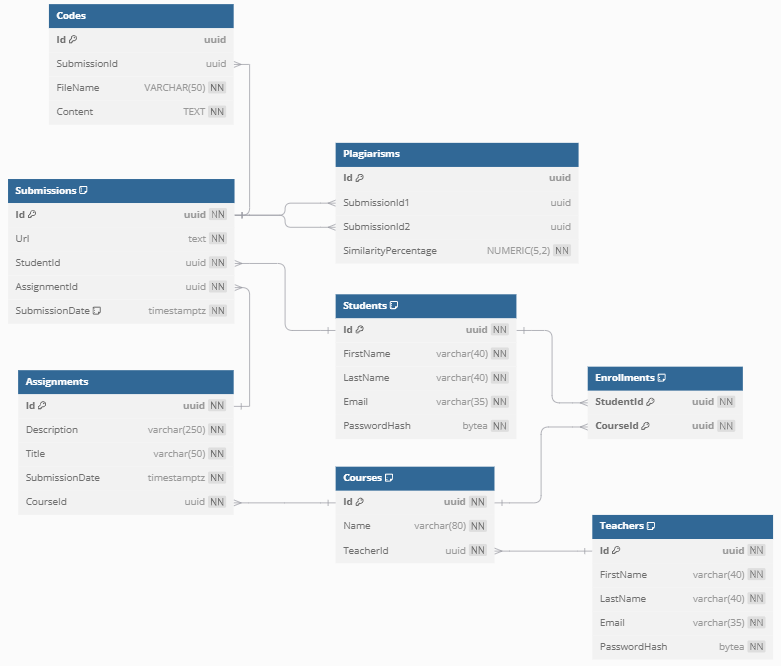 Codes
Id uuid
SubmissionId uuid
FileName VARCHAR(50) NN
Content TEXT NN
Plagiarisms
Id uuid
SubmissionId1 uuid
SubmissionId2 uuid
SimilarityPercentage NUMERIC(5,2) NN
Submissions
Id uuid NN
Url text NN
StudentId uuid NN
AssignmentId uuid NN
SubmissionDate timestamptz NN
Students
Id uuid NN
FirstName varchar(40) NN
LastName varchar(40) NN
Email varchar(35) NN
PasswordHash bytea NN
Enrollments
StudentId uuid NN
CourseId uuid NN
Assignments
Id uuid NN
Description varchar(250) NN
Title varchar(50) NN
SubmissionDate timestamptz NN
CourseId uuid NN
Courses
Id uuid NN
Name varchar(80) NN
TeacherId uuid NN
Teachers
Id uuid NN
FirstName varchar(40) NN
LastName varchar(40) NN
Email varchar(35) NN
PasswordHash bytea NN